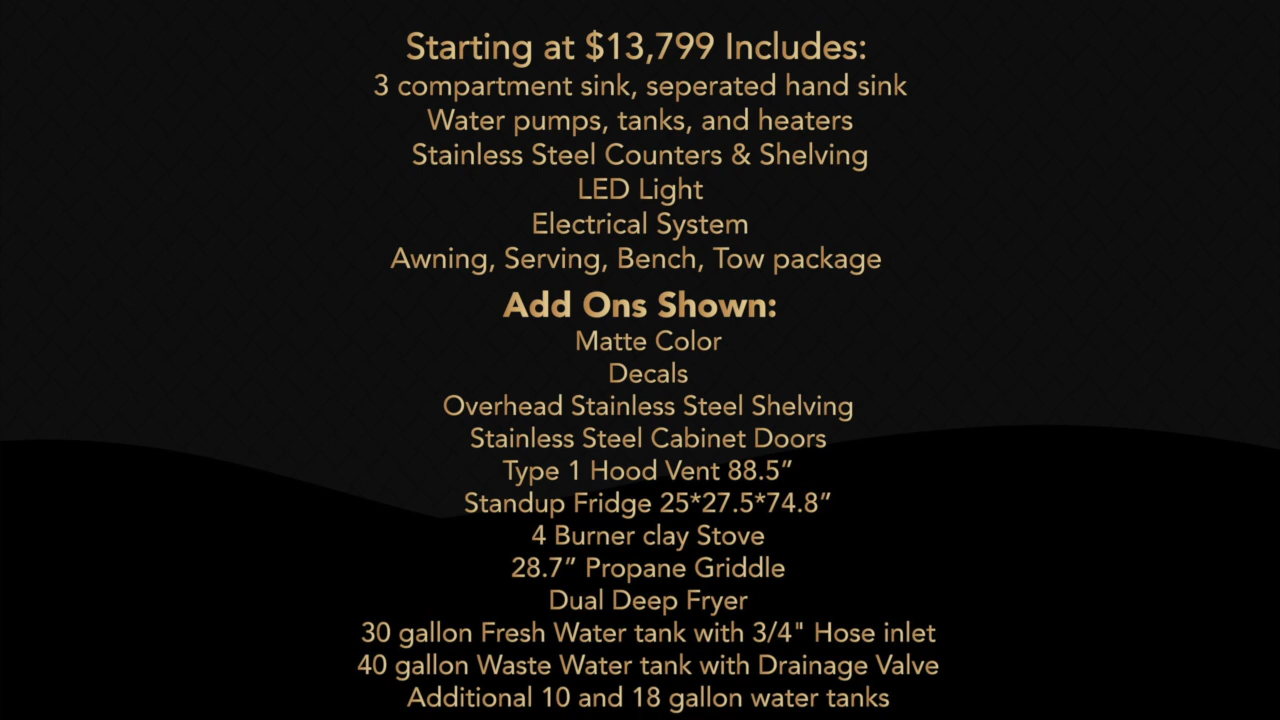 Starting at $13,799 Includes:
3 compartment sink, seperated hand sink
Water pumps, tanks, and heaters
Stainless Steel Counters & Shelving
LED Light
Electrical System
Awning, Serving, Bench, Tow package
Add Ons Shown:
Matte Color
Decals
Overhead Stainless Steel Shelving
Stainless Steel Cabinet Doors
Type 1 Hood Vent 88.5”
Standup Fridge 25*27.5*74.8”
4 Burner clay Stove
28.7” Propane Griddle
Dual Deep Fryer
30 gallon Fresh Water tank with 3/4" Hose inlet
40 gallon Waste Water tank with Drainage Valve
Additional 10 and 18 gallon water tanks